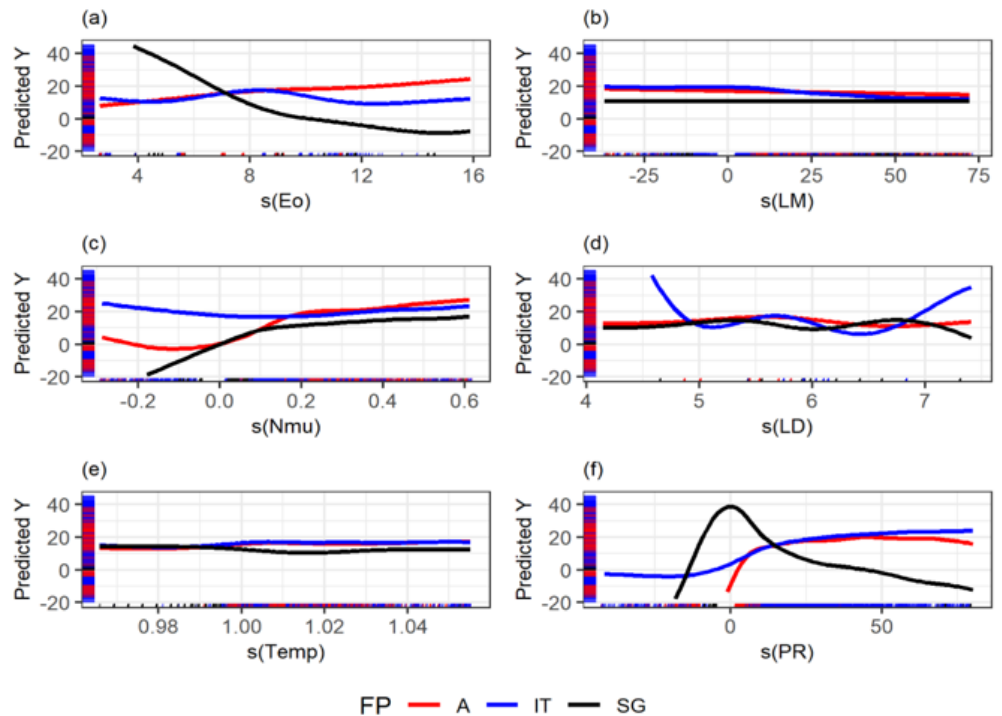 (a)
Predicted Y
40
20
0
-20
4
8
12
16
s(Eo)
(b)
Predicted Y
40
20
0
-20
-25
0
25
50
75
s(LM)
(c)
Predicted Y
40
20
0
-20
-0.2
0.0
0.2
0.4
0.6
s(Nmu)
(d)
Predicted Y
40
20
0
-20
4
5
6
7
s(LD)
(e)
Predicted Y
40
20
0
-20
0.98
1.00
1.02
1.04
s(Temp)
(f)
Predicted Y
40
20
0
-20
0
50
s(PR)
FP A IT SG